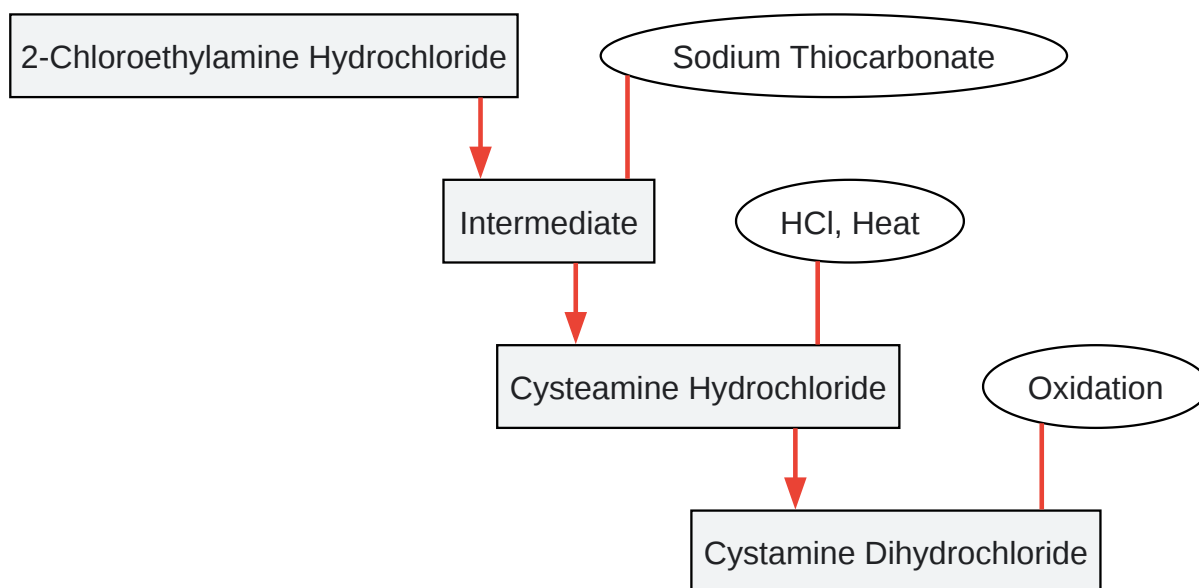 2-Chloroethylamine Hydrochloride
Sodium Thiocarbonate
Intermediate
HCl, Heat
Cysteamine Hydrochloride
Oxidation
Cystamine Dihydrochloride